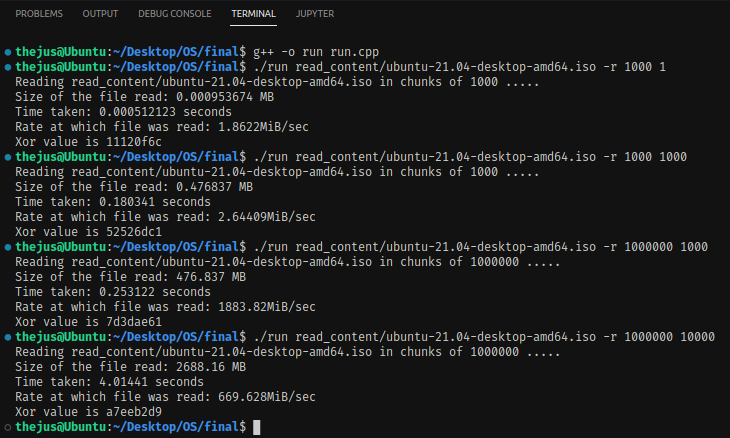 PROBLEMS OUTPUT DEBUG CONSOLE TERMINAL JUPYTER
thejus@Ubuntu:~/Desktop/OS/final$ g++ -o run run.cpp
thejus@Ubuntu:~/Desktop/OS/final$ ./run read_content/ubuntu-21.04-desktop-amd64.iso -r 1000 1
Reading read_content/ubuntu-21.04-desktop-amd64.iso in chunks of 1000 .....
Size of the file read: 0.000953674 MB
Time taken: 0.000512123 seconds
Rate at which file was read: 1.8622MiB/sec
Xor value is 11120f6c
thejus@Ubuntu:~/Desktop/OS/final$ ./run read_content/ubuntu-21.04-desktop-amd64.iso -r 1000 1000
Reading read_content/ubuntu-21.04-desktop-amd64.iso in chunks of 1000 .....
Size of the file read: 0.476837 MB
Time taken: 0.180341 seconds
Rate at which file was read: 2.64409MiB/sec
Xor value is 52526dc1
thejus@Ubuntu:~/Desktop/OS/final$ ./run read_content/ubuntu-21.04-desktop-amd64.iso -r 1000000 1000
Reading read_content/ubuntu-21.04-desktop-amd64.iso in chunks of 1000000 .....
Size of the file read: 476.837 MB
Time taken: 0.253122 seconds
Rate at which file was read: 1883.82MiB/sec
Xor value is 7d3dae61
thejus@Ubuntu:~/Desktop/OS/final$ ./run read_content/ubuntu-21.04-desktop-amd64.iso -r 1000000 10000
Reading read_content/ubuntu-21.04-desktop-amd64.iso in chunks of 1000000 .....
Size of the file read: 2688.16 MB
Time taken: 4.01441 seconds
Rate at which file was read: 669.628MiB/sec
Xor value is a7eeb2d9
thejus@Ubuntu:~/Desktop/OS/final$